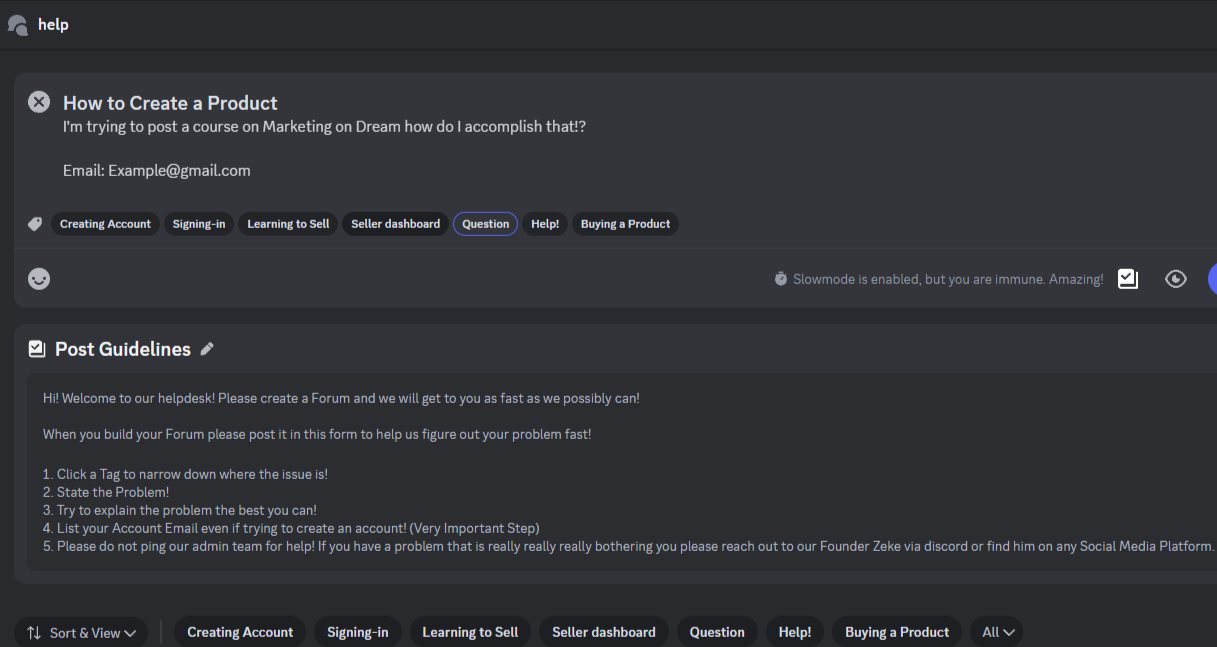 help
How to Create a Product
I'm trying to post a course on Marketing on Dream how do I accomplish that!?
Email: Example@gmail.com
Creating Account Signing-in Learning to Sell Seller dashboard Question Help! Buying a Product
Slowmode is enabled, but you are immune. Amazing!
Post Guidelines
Hi! Welcome to our helpdesk! Please create a Forum and we will get to you as fast as we possibly can!
When you build your Forum please post it in this form to help us figure out your problem fast!
1. Click a Tag to narrow down where the issue is!
2. State the Problem!
3. Try to explain the problem the best you can!
4. List your Account Email even if trying to create an account! (Very Important Step)
5. Please do not ping our admin team for help! If you have a problem that is really really really bothering you please reach out to our Founder Zeke via discord or find him on any Social Media Platform.
Sort & View Creating Account Signing-in Learning to Sell Seller dashboard Question Help! Buying a Product All